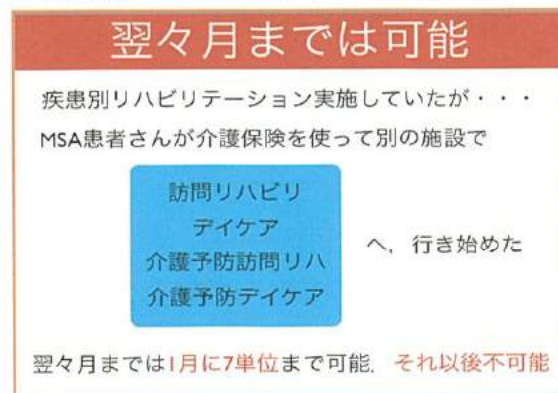 翌々月までは可能
疾患別リハビリテーション実施していたが・・・
MSA患者さんが介護保険を使って別の施設で
訪問リハビリ
デイケア
介護予防訪問リハ
介護予防デイケア
へ，行き始めた
翌々月までは1月に7単位まで可能．それ以後不可能